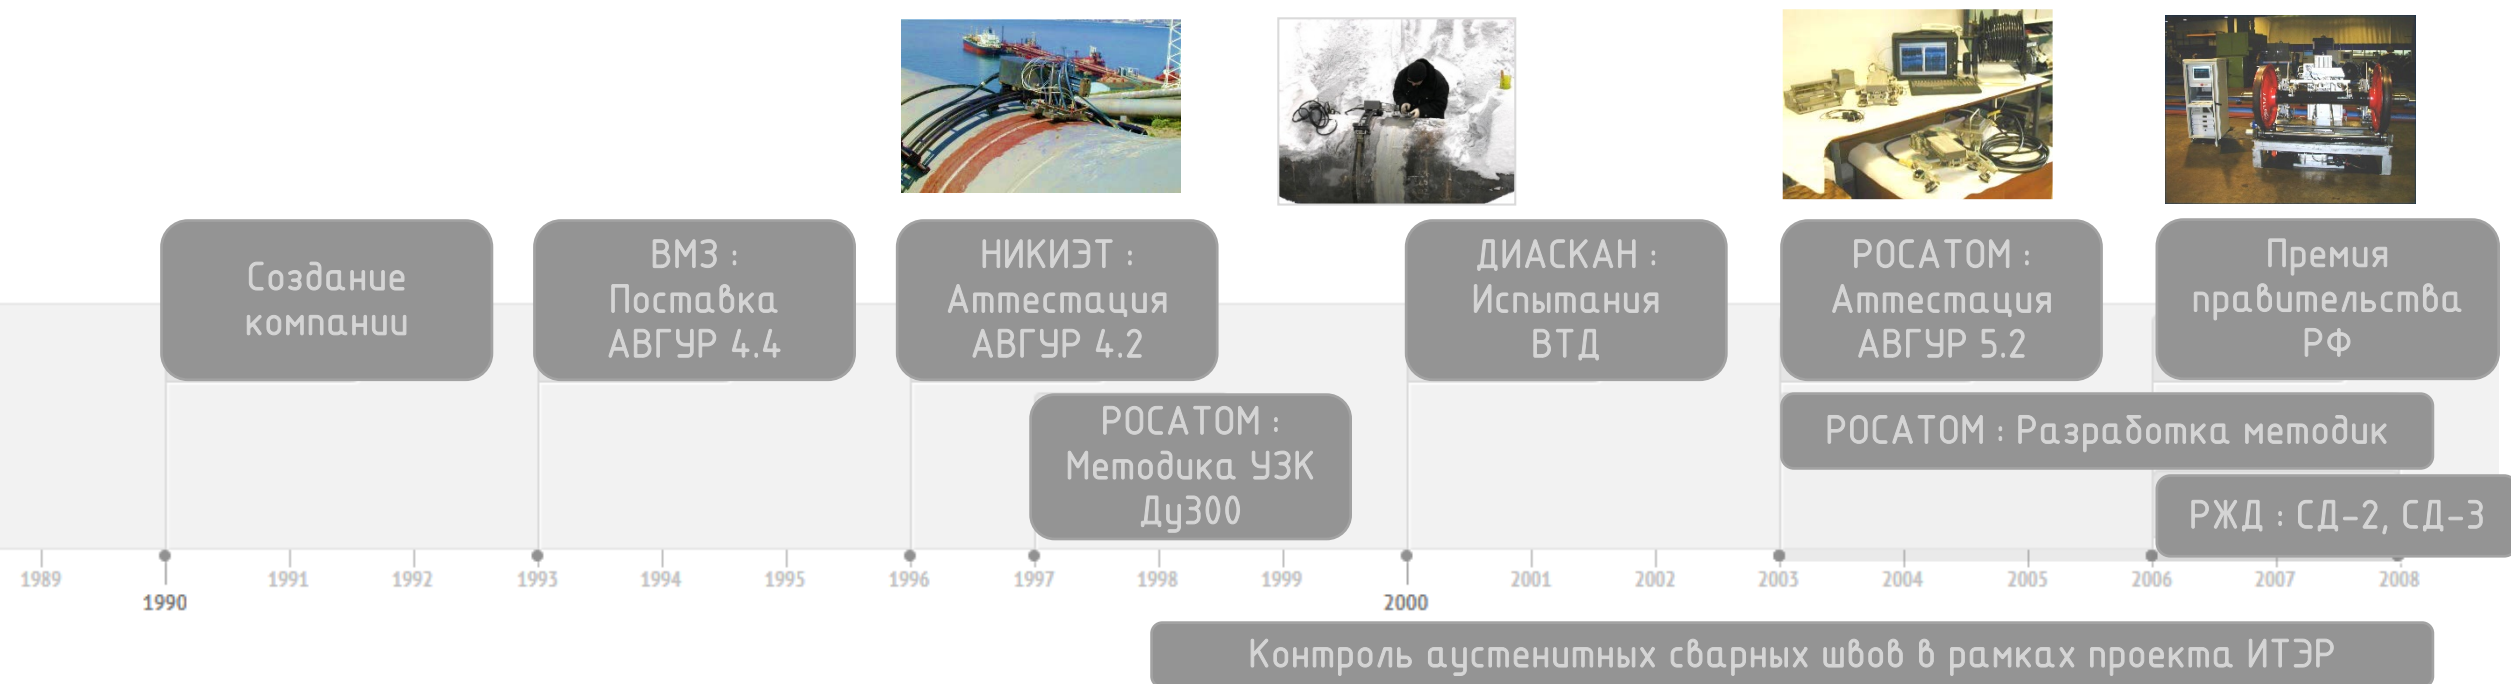 Создание
компании
ВМЗ :
Поставка
АВГУР 4.4
НИКИЭТ :
Аттестация
АВГУР 4.2
ДИАСКАН :
Испытания
ВТД
РОСАТОМ :
Аттестация
АВГУР 5.2
Премия
правительства
РФ
РОСАТОМ :
Методика УЗК
Ду300
РОСАТОМ : Разработка методик
РЖД : СД-2, СД-3
1989
1990
1991
1992
1993
1994
1995
1996
1997
1998
1999
2000
2001
2002
2003
2004
2005
2006
2007
2008
Контроль аустенитных сварных швов в рамках проекта ИТЭР